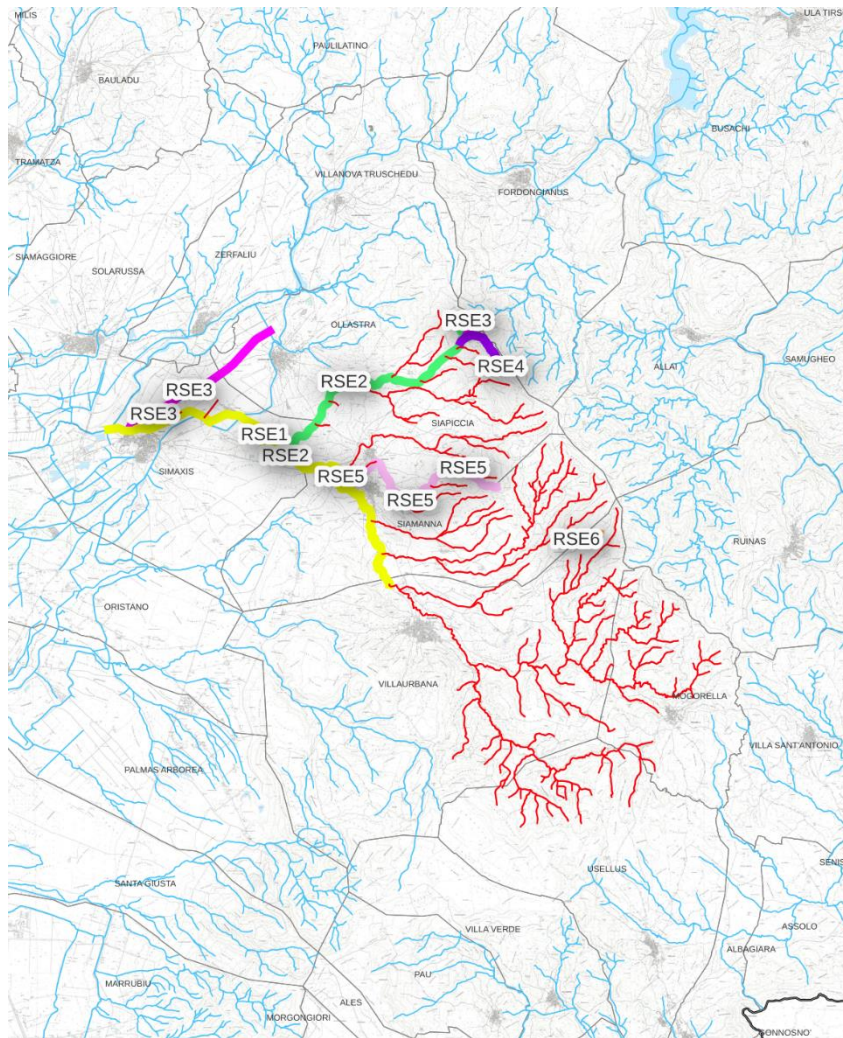 MILIS
ULA TIRS
PAULILATINO
BAULADU
BUSACHI
TRAMATZA
VILLANOVA TRUSCHEDU
FORDONGIANUS
SIAMAGGIORE
ZERFALIU
SOLARUSSA
RSE3
OLLASTRA
SAMUGHEO
RSE4
ALLAI
RSE2
RSE3
RSE3
SIAPICCIA
RSE1
RSE2
SIMAXIS
RSE5
RSE5
RSE5
SIAMANNA
RSE6
RUINAS
ORISTANO
VILLAURBANA
MOGORELLA
VILLA SANT'ANTONIO
PALMAS ARBOREA
SENIS
USELLUS
SANTA GIUSTA
ASSOLO
VILLA VERDE
ALBAGIARA
PAU
MARRUBIU
ALES
MORGONGIORI
GONNOSNO'